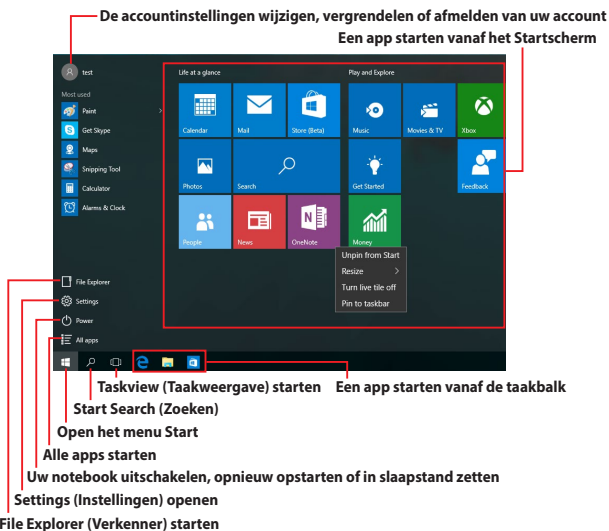 De accountinstellingen wijzigen, vergrendelen of afmelden van uw account
Een app starten vanaf het Startscherm
test
Life at a glance
Play and Explore
Most used
Paint
Get Skype
Maps
Snipping Tool
Calculator
Alarms & Clock
Calendar
Mail
Store (Beta)
Music
Movies & TV
Xbox
Photos
Search
Get Started
Feedback
People
News
OneNote
Money
Unpin from Start
Resize
Turn live tile off
Pin to taskbar
File Explorer
Settings
Power
All apps
Taskview (Taakweergave) starten
Een app starten vanaf de taakbalk
Start Search (Zoeken)
Open het menu Start
Alle apps starten
Uw notebook uitschakelen, opnieuw opstarten of in slaapstand zetten
Settings (Instellingen) openen
File Explorer (Verkenner) starten